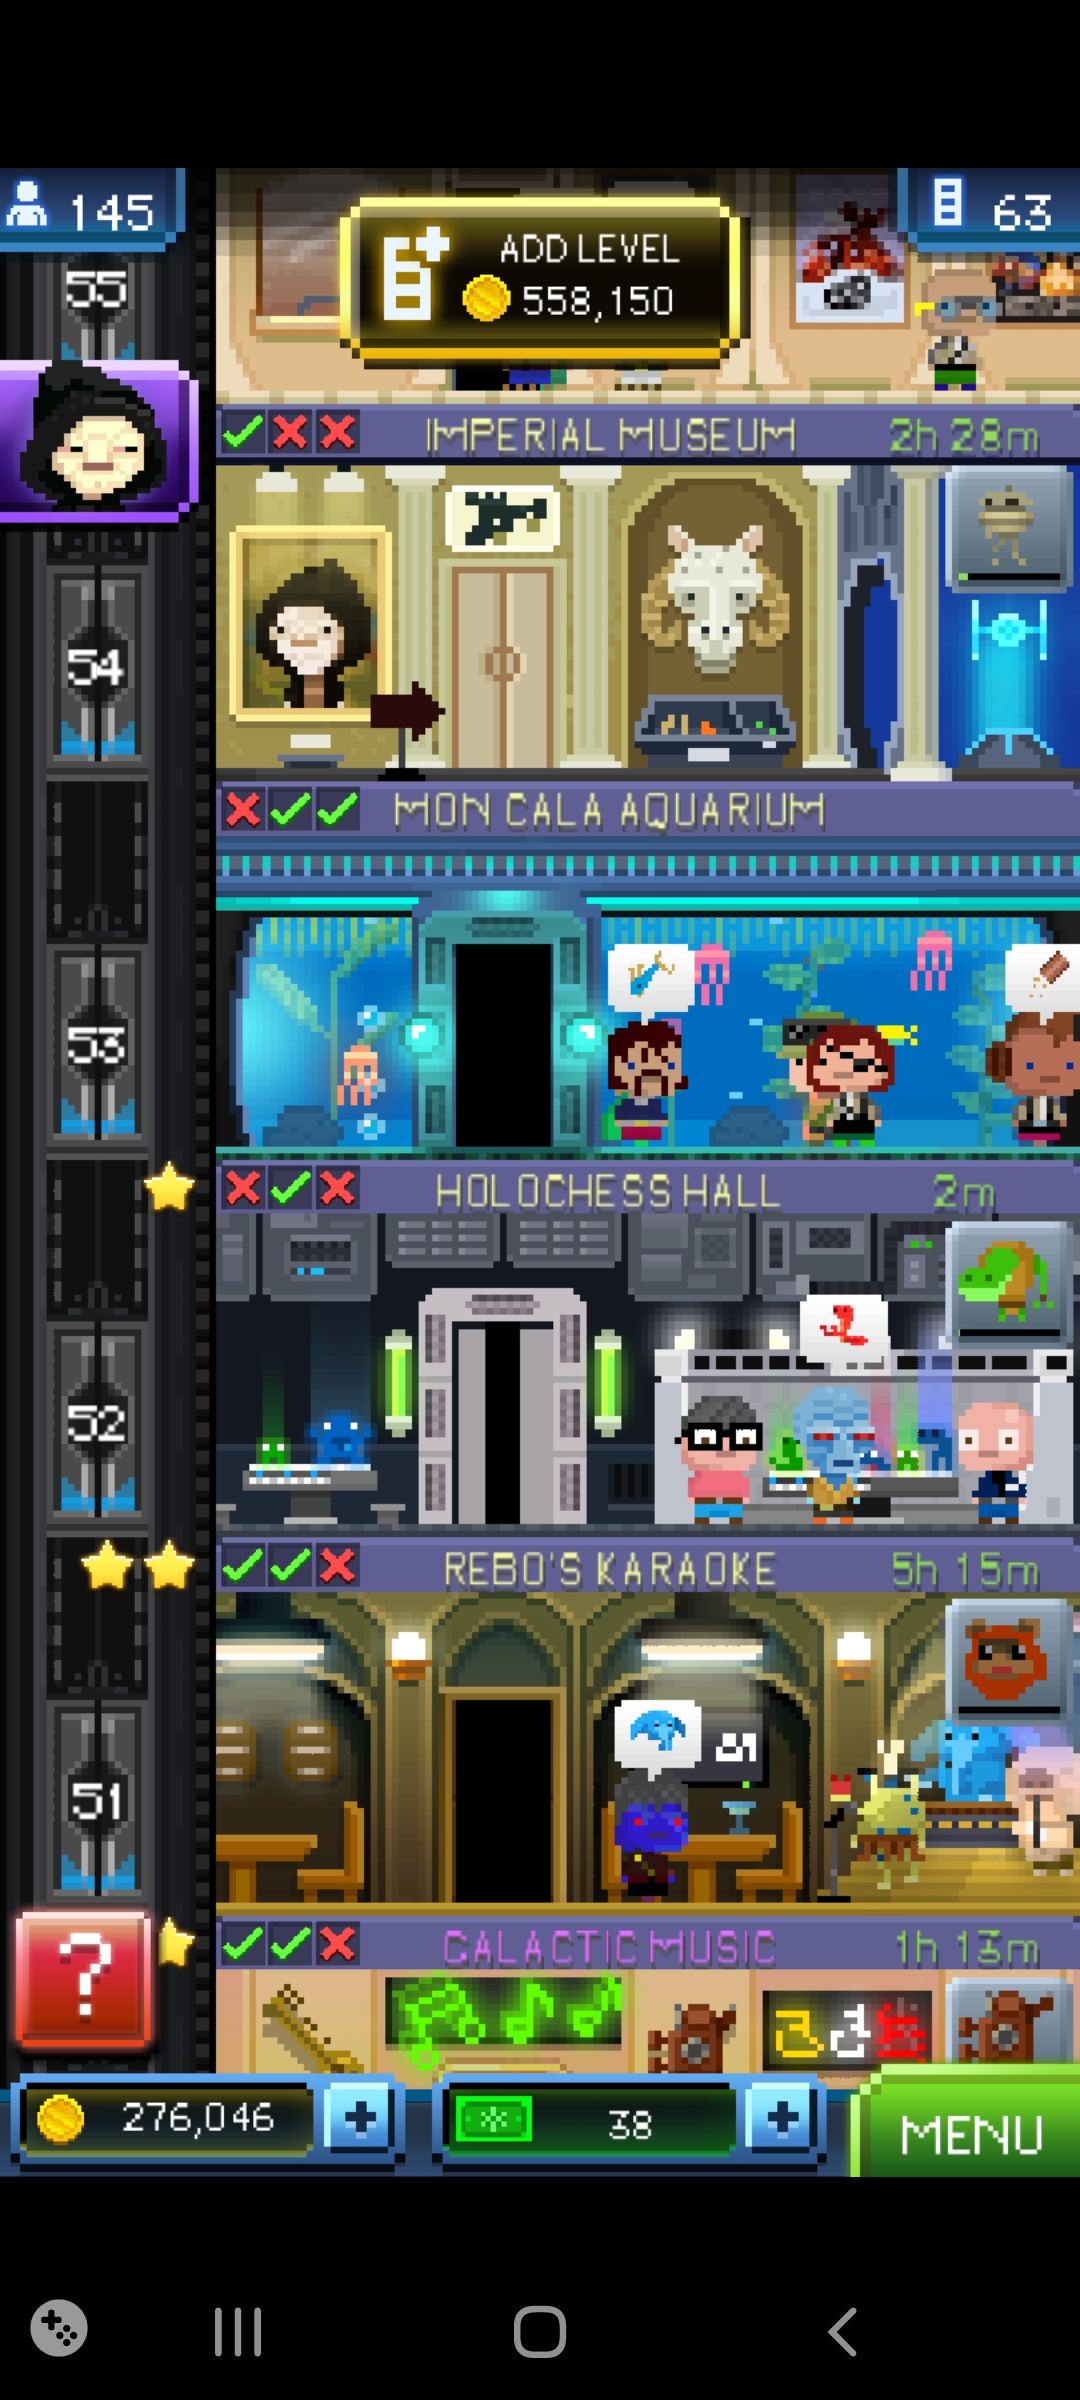 145
ADD LEVEL
558,150
63
55
IMPERIAL MUSEUM
2h 28m
54
MON CALA AQUARIUM
53
HOLOCHESS HALL
2m
52
REBO'S KARAOKE
5h 15m
51
GALACTIC MUSIC
1h 13m
?
276,046
+
38
+
MENU